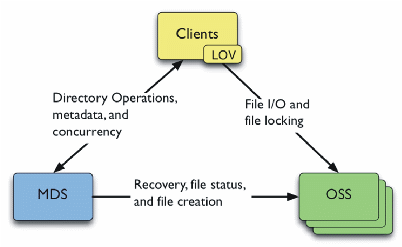 Clients
LOV
Directory Operations,
metadata, and
concurrency
File I/O and
file locking
MDS
Recovery, file status,
and file creation
OSS